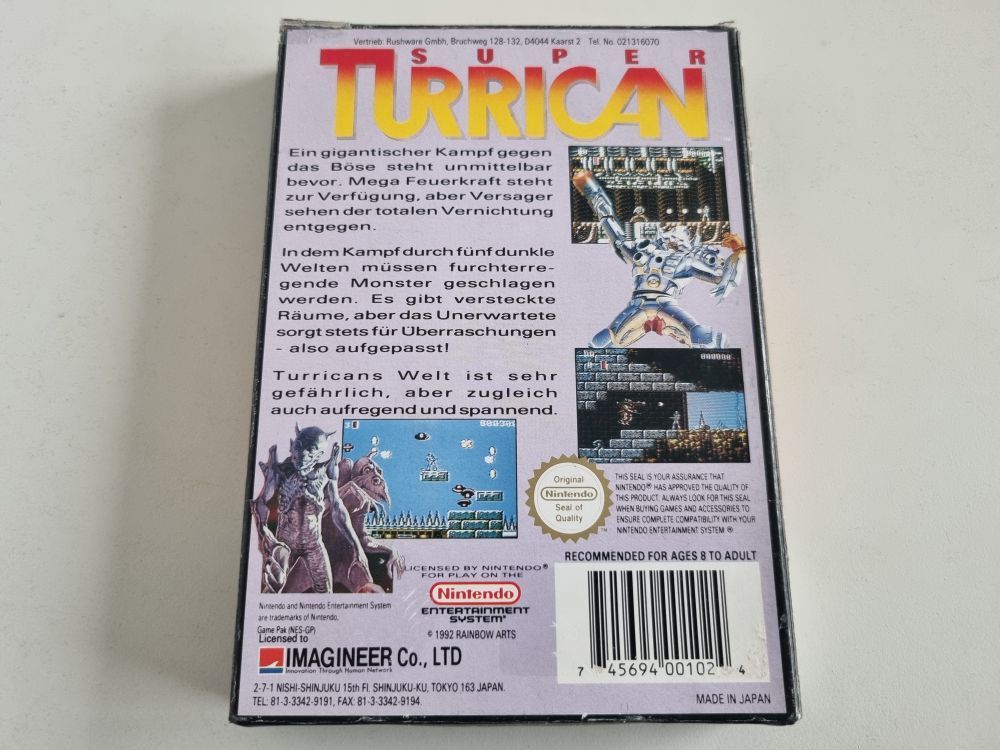 Vertrieb: Rushware Gmbh, Bruchweg 128-132, D4044 Kaarst 2 Tel. No. 021316070
SUPER
TURRICAN
Ein gigantischer Kampf gegen
das Böse steht unmittelbar
bevor. Mega Feuerkraft steht
zur Verfügung, aber Versager
sehen der totalen Vernichtung
entgegen.
In dem Kampf durch fünf dunkle
Welten müssen furchterre-
gende Monster geschlagen
werden. Es gibt versteckte
Räume, aber das Unerwartete
sorgt stets für Überraschungen
- also aufgepasst!
Turricans Welt ist sehr
gefährlich, aber zugleich
auch aufregend und spannend.
Original
Nintendo
Seal of
Quality
TM
THIS SEAL IS YOUR ASSURANCE THAT
NINTENDO® HAS APPROVED THE QUALITY OF
THIS PRODUCT. ALWAYS LOOK FOR THIS SEAL
WHEN BUYING GAMES AND ACCESSORIES TO
ENSURE COMPLETE COMPATIBILITY WITH YOUR
NINTENDO ENTERTAINMENT SYSTEM ®
RECOMMENDED FOR AGES 8 TO ADULT
LICENSED BY NINTENDO®
FOR PLAY ON THE
Nintendo
ENTERTAINMENT
SYSTEM®
© 1992 RAINBOW ARTS
Nintendo and Nintendo Entertainment System
are trademarks of Nintendo.
Game Pak (NES-GP)
Licensed to
IMAGINEER Co., LTD
Innovation Through Human Network
2-7-1 NISHI-SHINJUKU 15th Fl. SHINJUKU-KU, TOKYO 163 JAPAN.
TEL: 81-3-3342-9191, FAX: 81-3-3342-9194.
7 45694 00102 4
MADE IN JAPAN